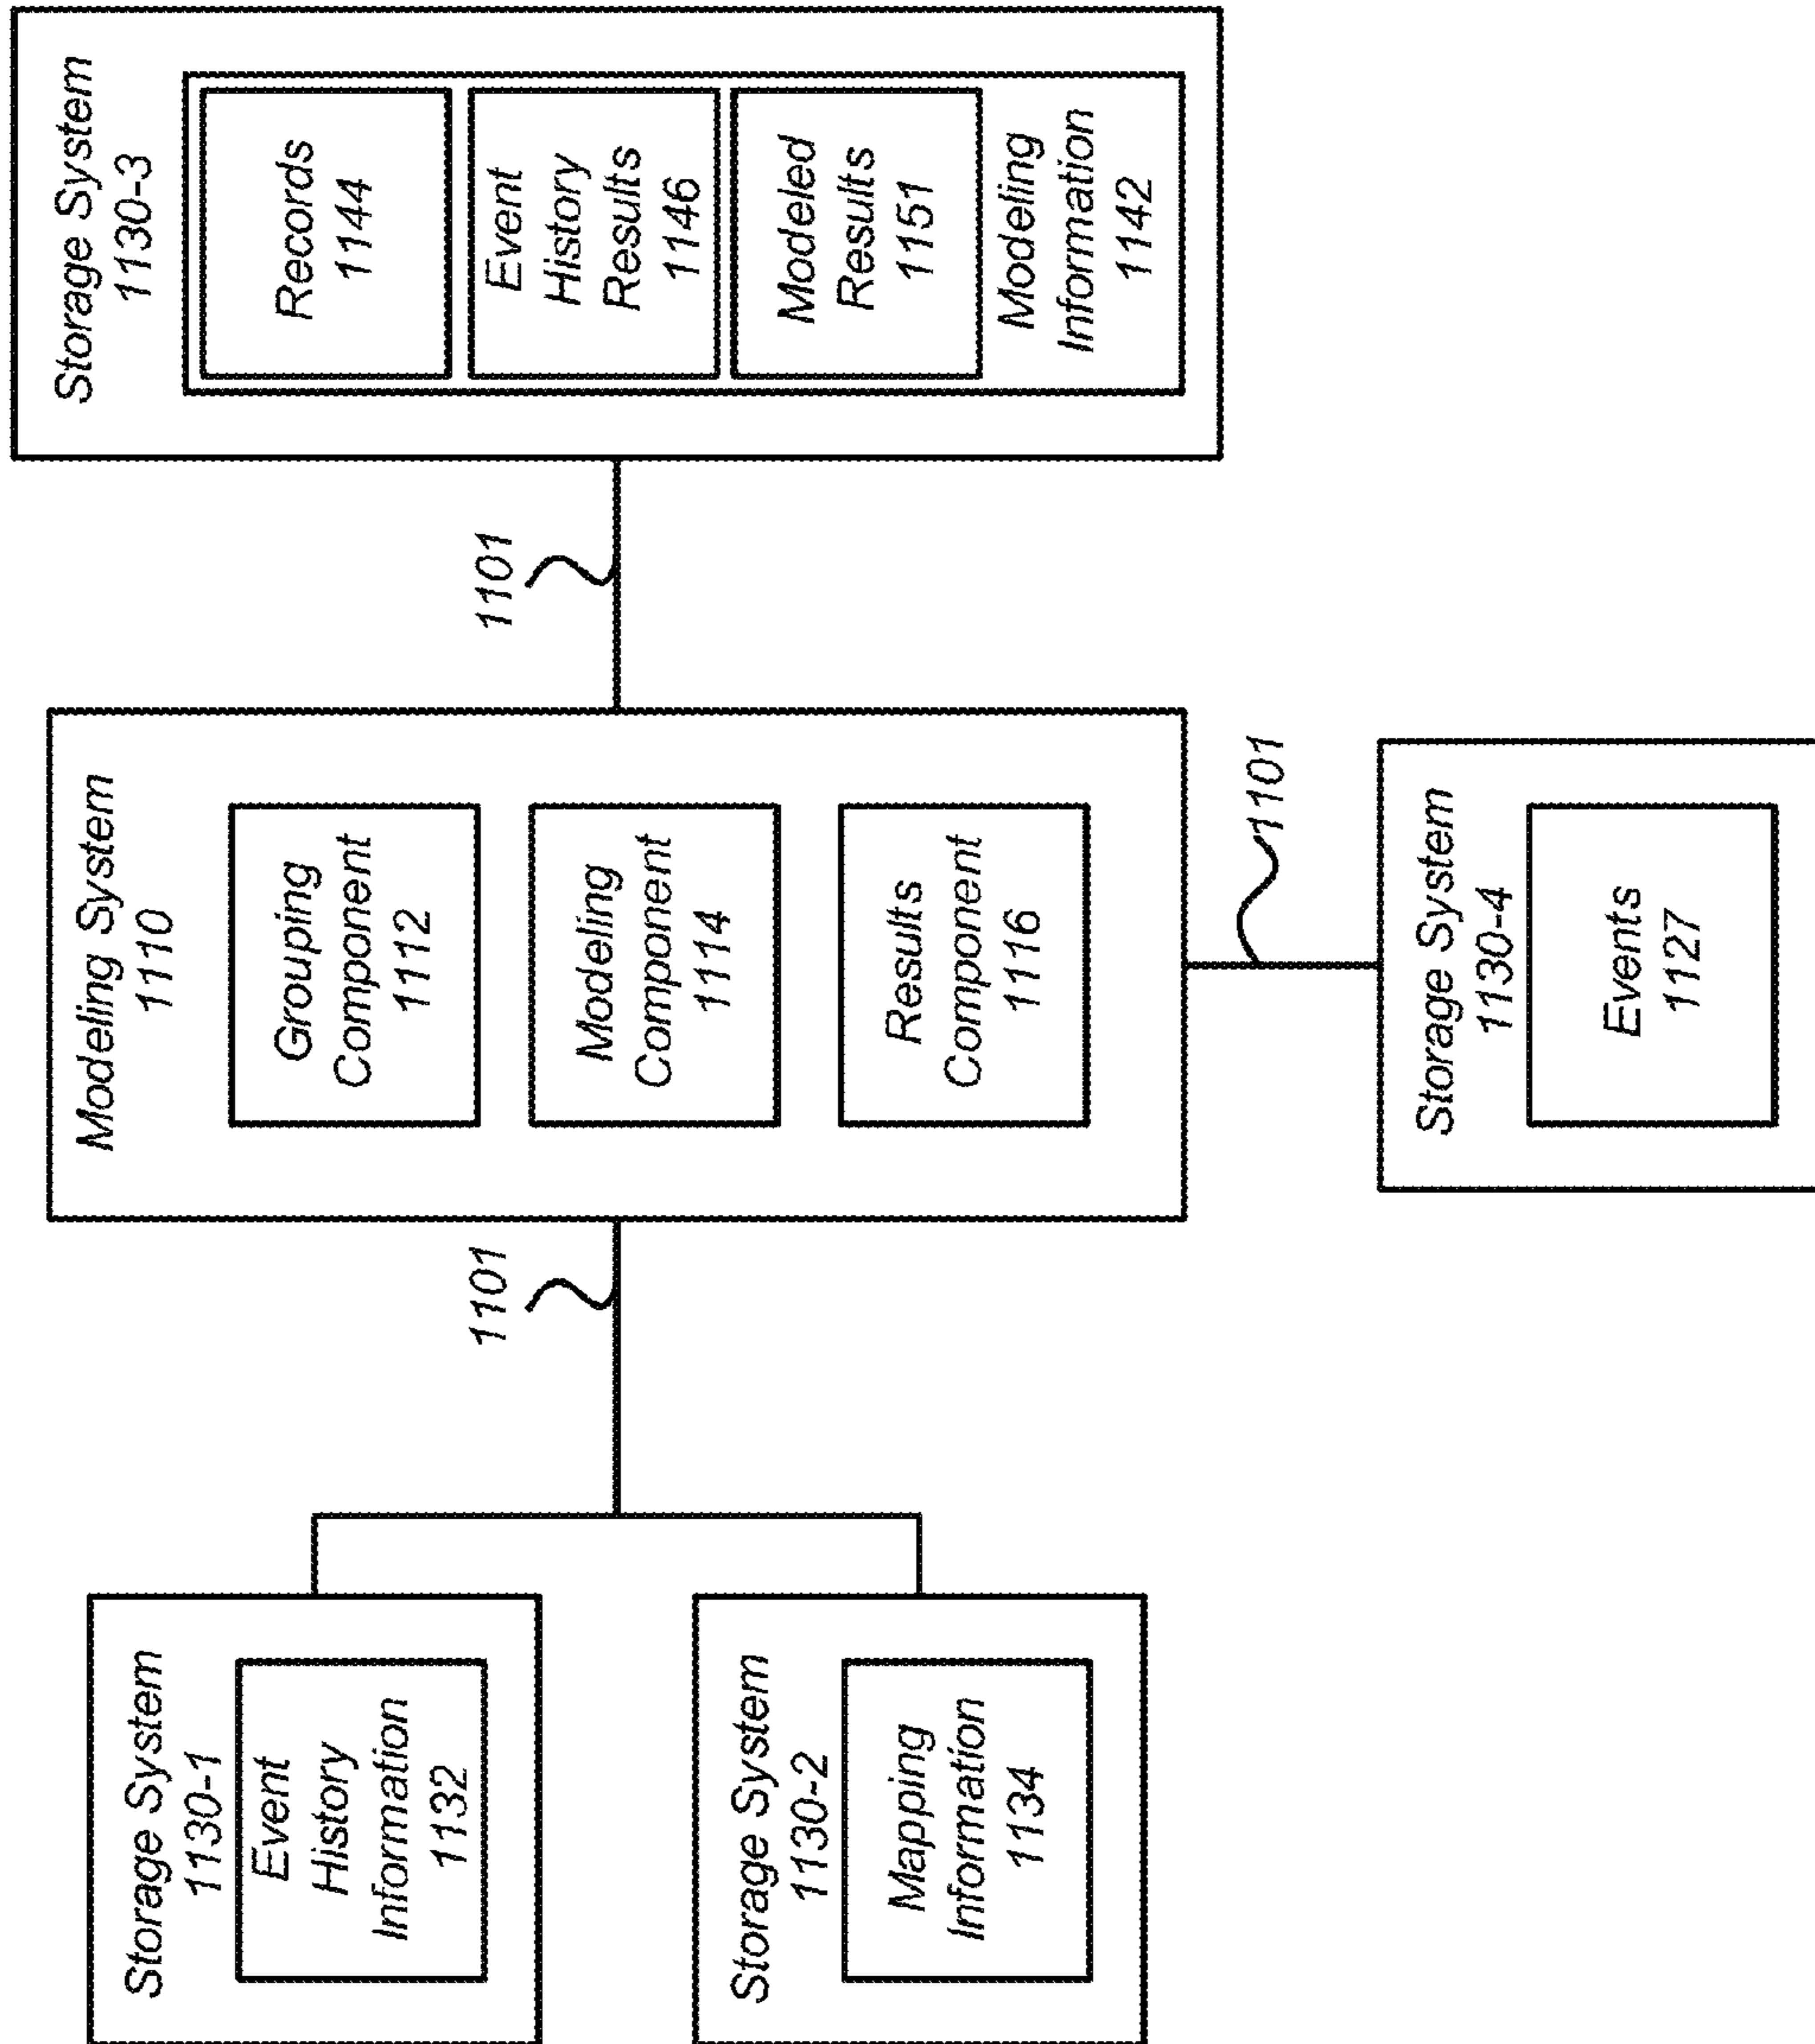 Storage System
1130-1
Event
History
Information
1132
Storage System
1130-2
Mapping
Information
1134
1101
Modeling System
1110
Grouping
Component
1112
Modeling
Component
1114
Results
Component
1116
1101
Storage System
1130-4
Events
1127
1101
Storage System
1130-3
Records
1144
Event
History
Results
1146
Modeled
Results
1151
Modeling
Information
1142